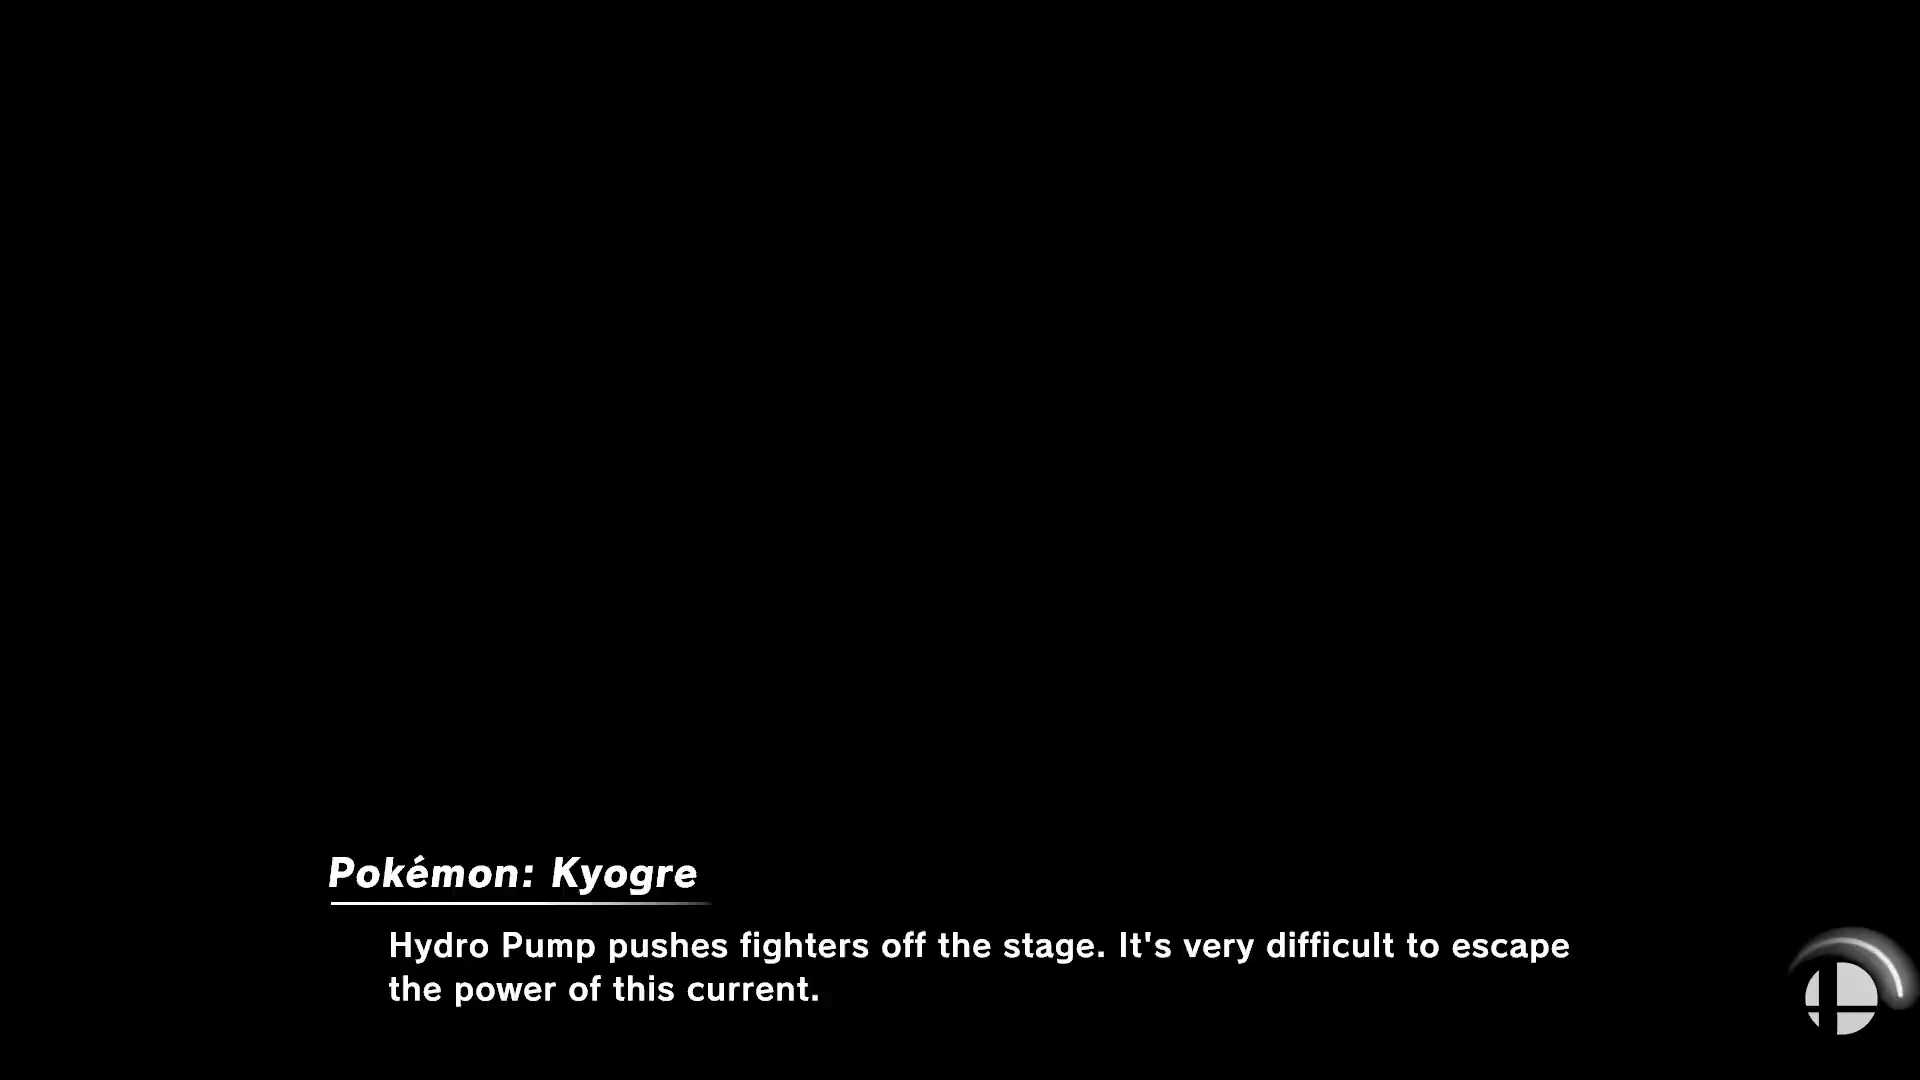 Pokémon: Kyogre
Hydro Pump pushes fighters off the stage. It's very difficult to escape
the power of this current.